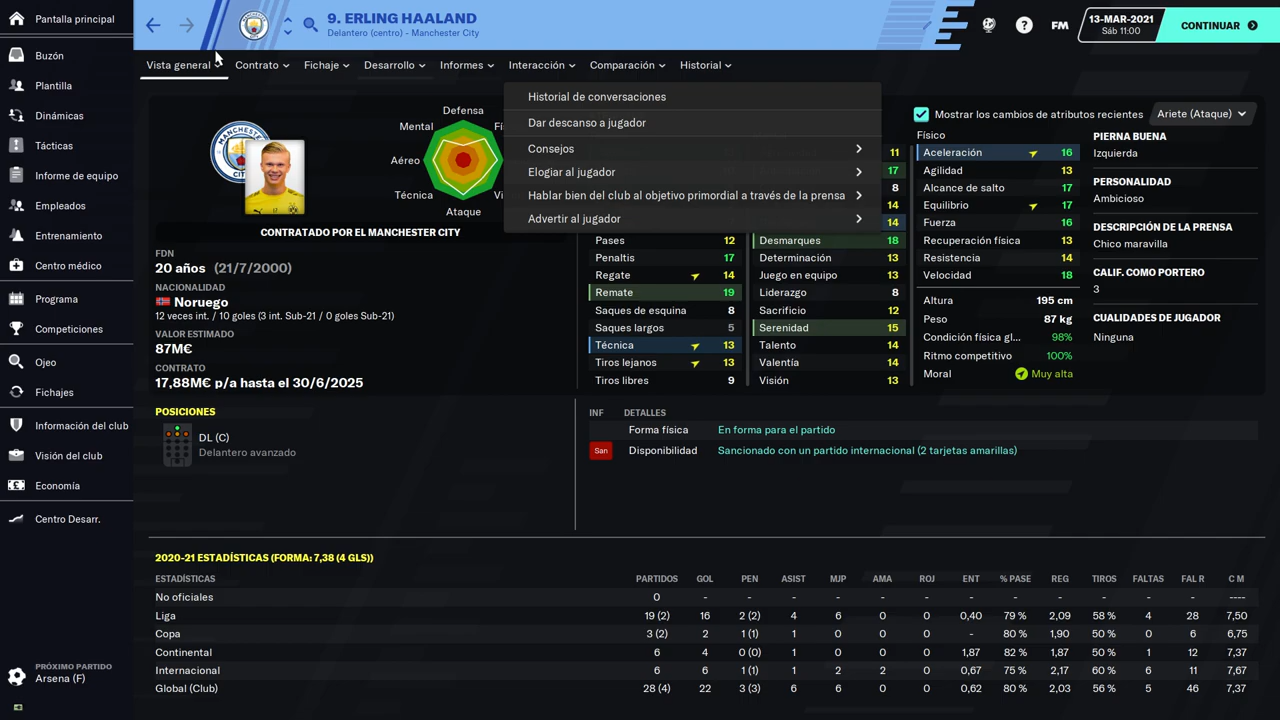 Pantalla principal
Buzón
Plantilla
Dinámicas
Tácticas
Informe de equipo
Empleados
Entrenamiento
Centro médico
Programa
Competiciones
Ojeo
Fichajes
Información del club
Visión del club
Economía
Centro Desarr.
PRÓXIMO PARTIDO
Arsena (F)
9. ERLING HAALAND
Delantero (centro) - Manchester City
FM
13-MAR-2021
Sáb 11:00
CONTINUAR
Vista general
Contrato
Fichaje
Desarrollo
Informes
Interacción
Comparación
Historial
Historial de conversaciones
Dar descanso a jugador
Consejos
Elogiar al jugador
Hablar bien del club al objetivo primordial a través de la prensa
Advertir al jugador
MANCHESTER
Defensa
Mental
Aéreo
Técnica
Ataque
CONTRATADO POR EL MANCHESTER CITY
FDN
20 años (21/7/2000)
NACIONALIDAD
Noruego
12 veces int. / 10 goles (3 int. Sub-21 / 0 goles Sub-21)
VALOR ESTIMADO
87M€
CONTRATO
17,88M€ p/a hasta el 30/6/2025
Pases 12
Penaltis 17
Regate 14
Remate 19
Saques de esquina 8
Saques largos 5
Técnica 13
Tiros lejanos 13
Tiros libres 9
11
17
8
14
14
Desmarques 18
Determinación 13
Juego en equipo 13
Liderazgo 8
Sacrificio 12
Serenidad 15
Talento 14
Valentía 14
Visión 13
Mostrar los cambios de atributos recientes
Ariete (Ataque)
Físico
Aceleración 16
Agilidad 13
Alcance de salto 17
Equilibrio 17
Fuerza 16
Recuperación física 13
Resistencia 14
Velocidad 18
Altura 195 cm
Peso 87 kg
Condición física gl... 98%
Ritmo competitivo 100%
Moral Muy alta
PIERNA BUENA
Izquierda
PERSONALIDAD
Ambicioso
DESCRIPCIÓN DE LA PRENSA
Chico maravilla
CALIF. COMO PORTERO
3
CUALIDADES DE JUGADOR
Ninguna
POSICIONES
DL (C)
Delantero avanzado
INF DETALLES
Forma física En forma para el partido
San Disponibilidad Sancionado con un partido internacional (2 tarjetas amarillas)
2020-21 ESTADÍSTICAS (FORMA: 7,38 (4 GLS))
ESTADÍSTICAS PARTIDOS GOL PEN ASIST MJP AMA ROJ ENT % PASE REG TIROS FALTAS FAL R C M
No oficiales 0 - - - - - - - - - - - - ----
Liga 19 (2) 16 2 (2) 4 6 0 0 0,40 79 % 2,09 58 % 4 28 7,50
Copa 3 (2) 2 1 (1) 1 0 0 0 - 80 % 1,90 50 % 0 6 6,75
Continental 6 4 0 (0) 1 0 0 0 1,87 82 % 1,87 50 % 1 12 7,37
Internacional 6 6 1 (1) 1 2 2 0 0,67 75 % 2,17 60 % 6 11 7,67
Global (Club) 28 (4) 22 3 (3) 6 6 0 0 0,62 80 % 2,03 56 % 5 46 7,37